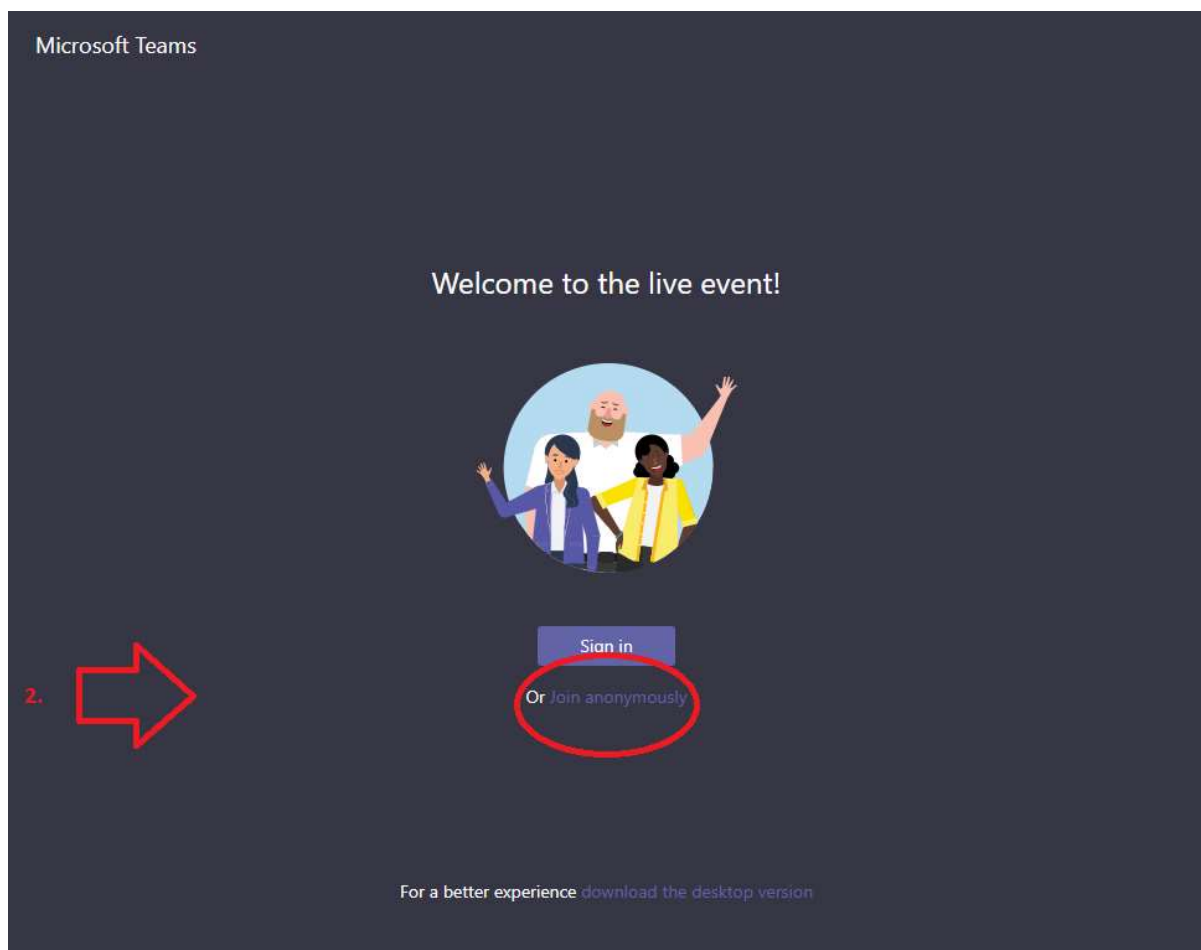 Microsoft Teams
Welcome to the live event!
Sign in
2.
Or Join anonymously
For a better experience download the desktop version